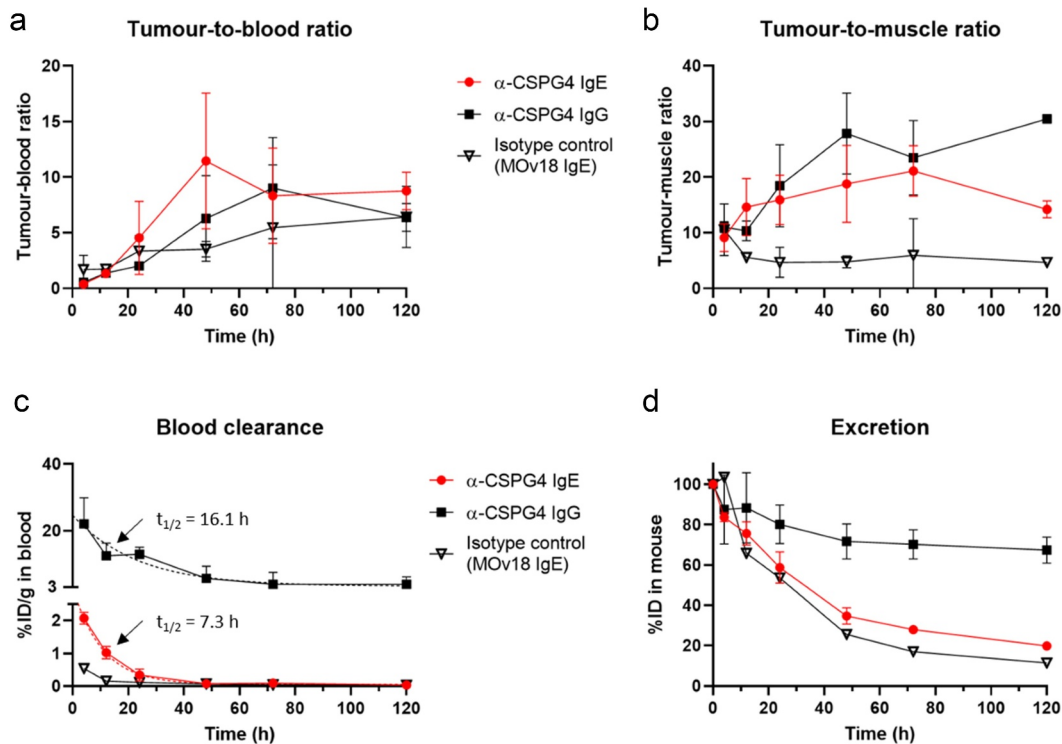 a
Tumour-to-blood ratio
20
15
10
5
0
Tumour-blood ratio
0 20 40 60 80 100 120
Time (h)
α-CSPG4 IgE
α-CSPG4 IgG
Isotype control
(MOv18 IgE)
b
Tumour-to-muscle ratio
40
30
20
10
0
Tumour-muscle ratio
0 20 40 60 80 100 120
Time (h)
c
Blood clearance
40
20
3
2
1
0
%ID/g in blood
t1/2 = 16.1 h
t1/2 = 7.3 h
0 20 40 60 80 100 120
Time (h)
α-CSPG4 IgE
α-CSPG4 IgG
Isotype control
(MOv18 IgE)
d
Excretion
100
80
60
40
20
0
%ID in mouse
0 20 40 60 80 100 120
Time (h)